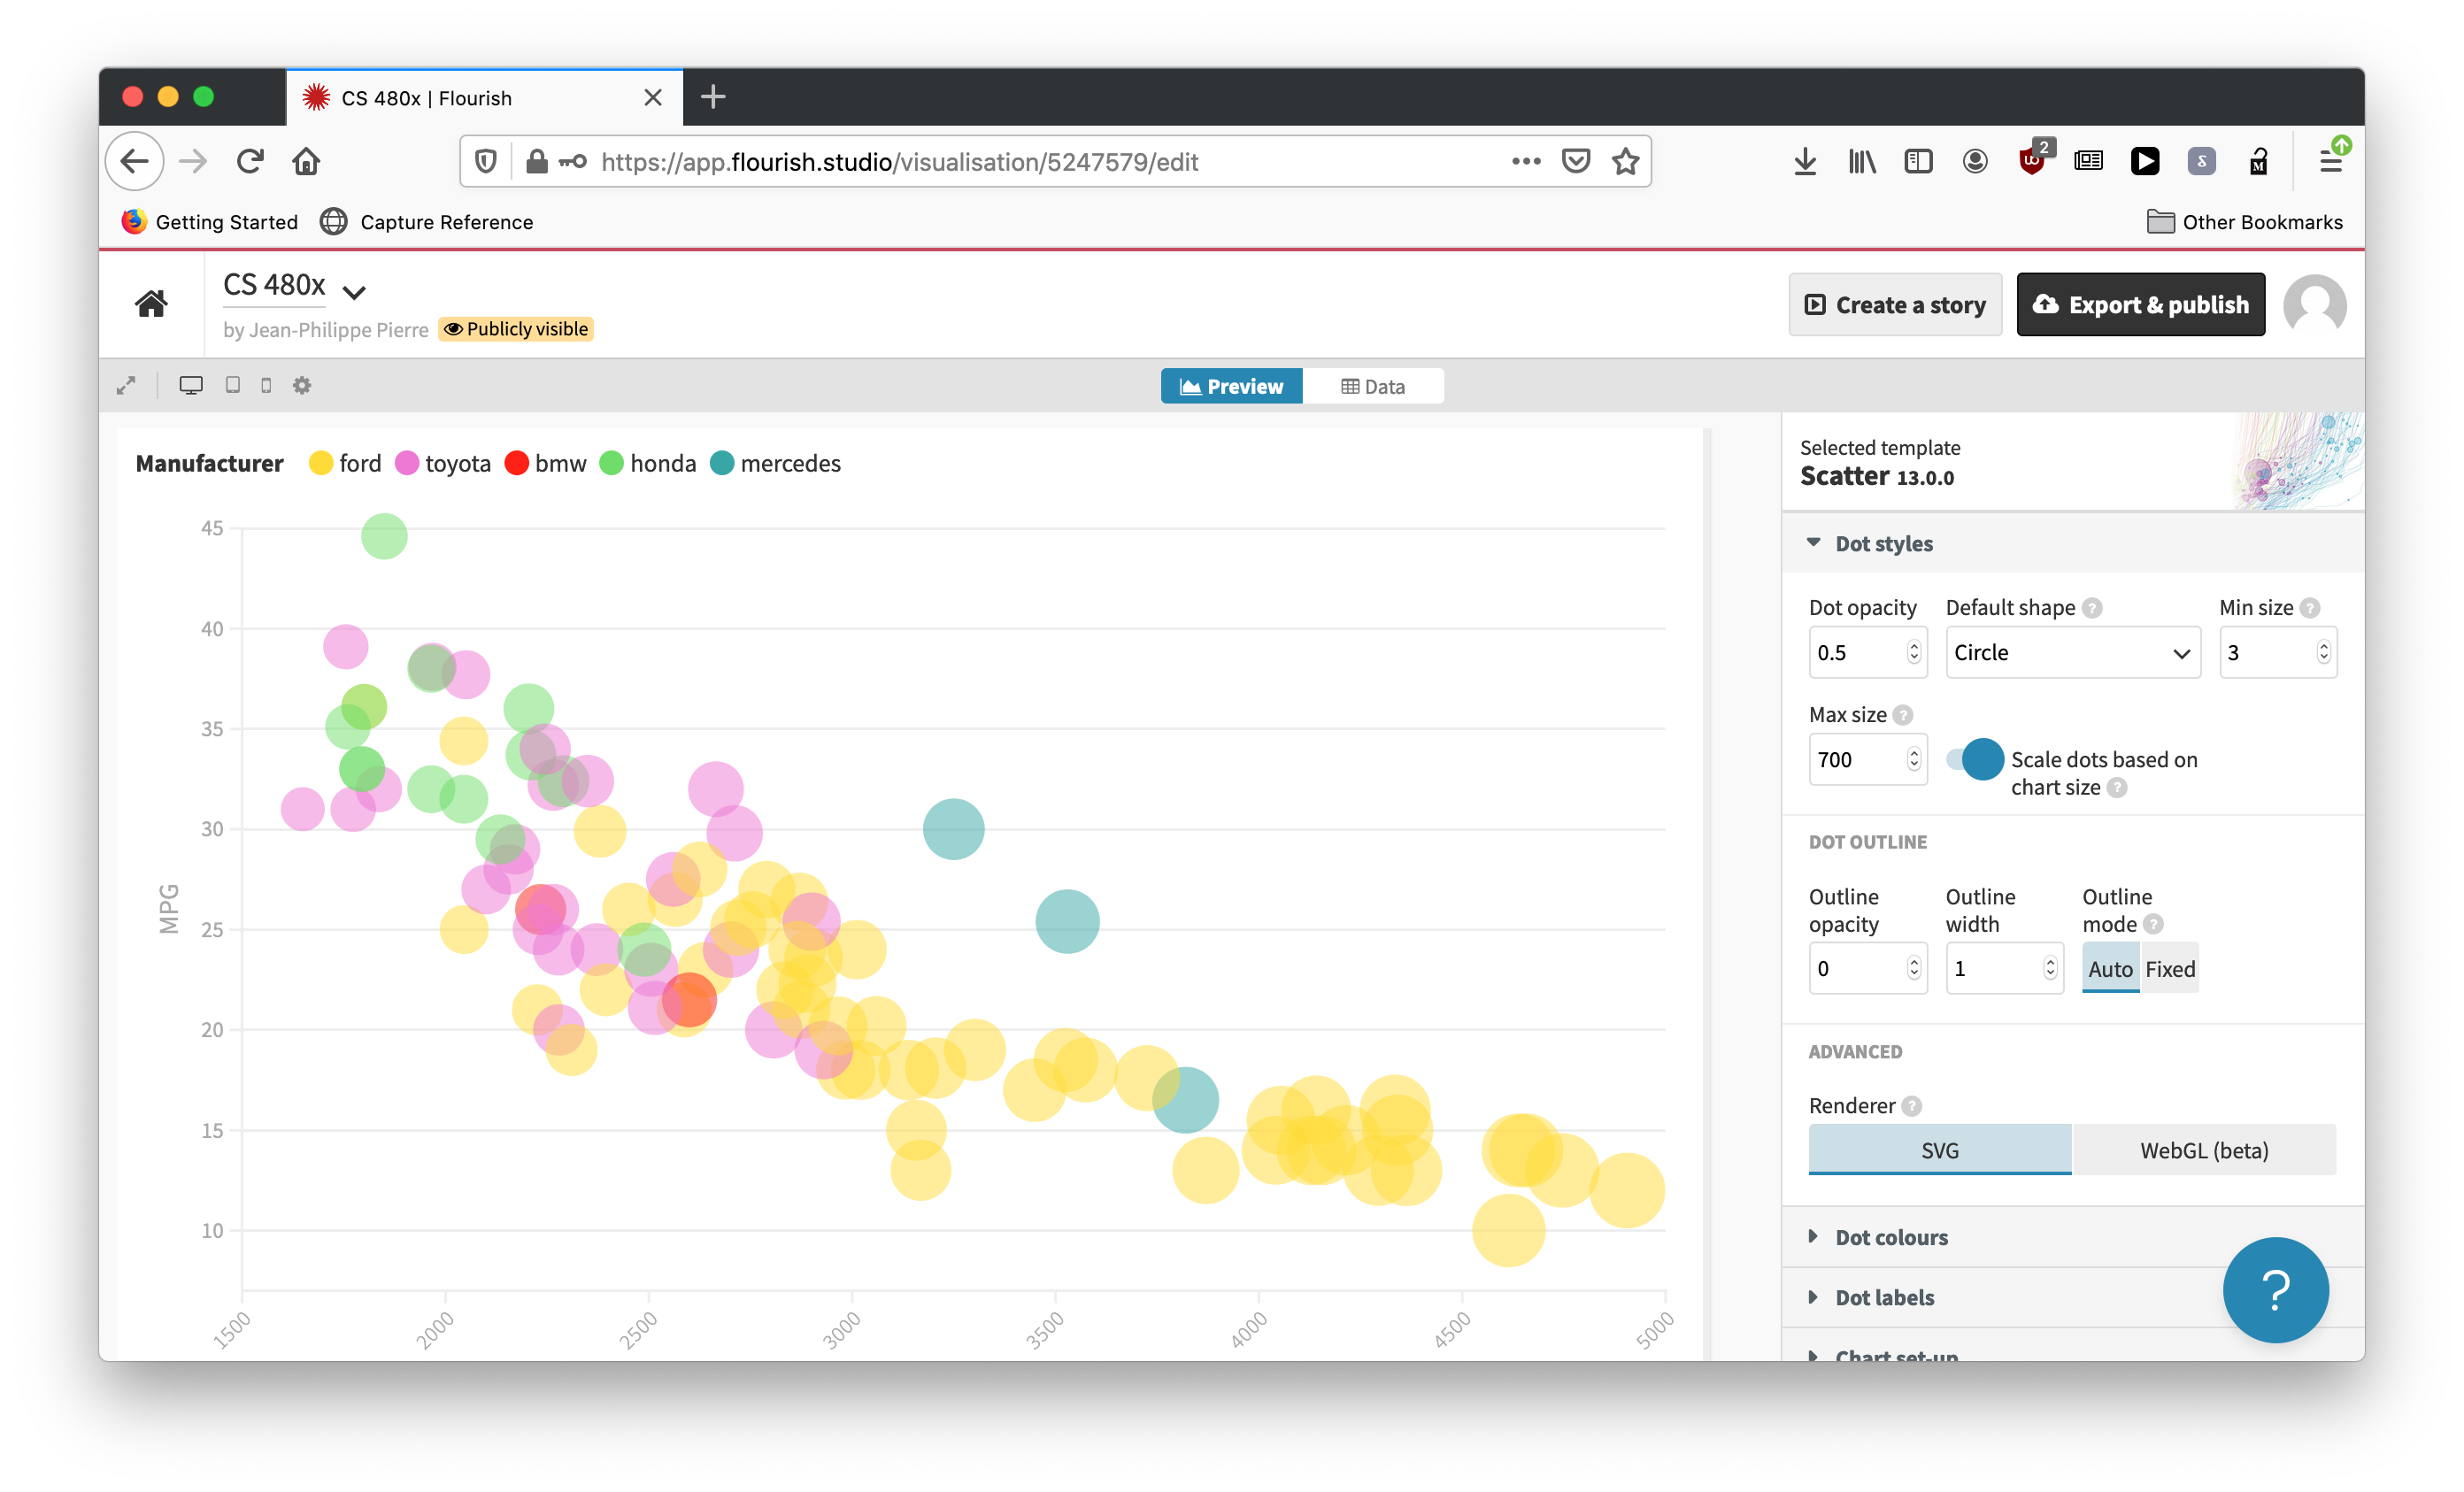 CS 480x | Flourish
https://app.flourish.studio/visualisation/5247579/edit
2
Getting Started
Capture Reference
Other Bookmarks
CS 480x
by Jean-Philippe Pierre
Publicly visible
Create a story
Export & publish
Preview
Data
Manufacturer
ford
toyota
bmw
honda
mercedes
45
40
35
30
25
20
15
10
MPG
1500
2000
2500
3000
3500
4000
4500
5000
Selected template
Scatter 13.0.0
Dot styles
Dot opacity
Default shape ?
Min size ?
0.5
Circle
3
Max size ?
700
Scale dots based on
chart size ?
DOT OUTLINE
Outline
opacity
Outline
width
Outline
mode ?
0
1
Auto
Fixed
ADVANCED
Renderer ?
SVG
WebGL (beta)
Dot colours
Dot labels
Chart set-up
?